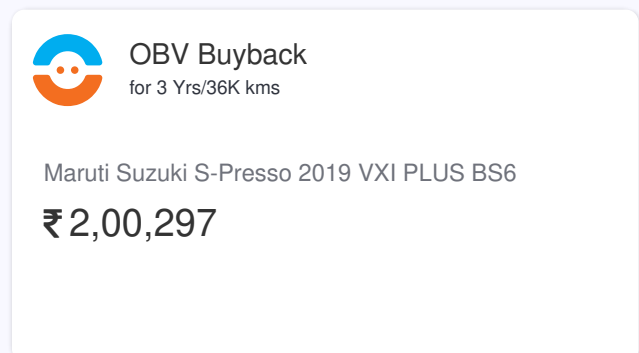 OBV Buyback
for 3 Yrs/36K kms
Maruti Suzuki S-Presso 2019 VXI PLUS BS6
₹2,00,297